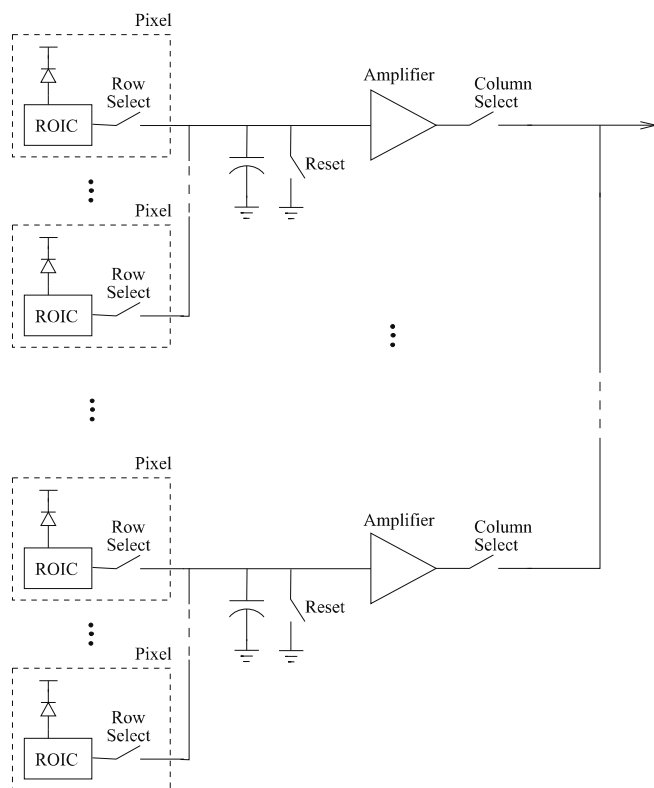 Pixel
Row
Select
ROIC
Amplifier
Column
Select
Reset
Pixel
Row
Select
ROIC
Pixel
Row
Select
ROIC
Amplifier
Column
Select
Reset
Pixel
Row
Select
ROIC